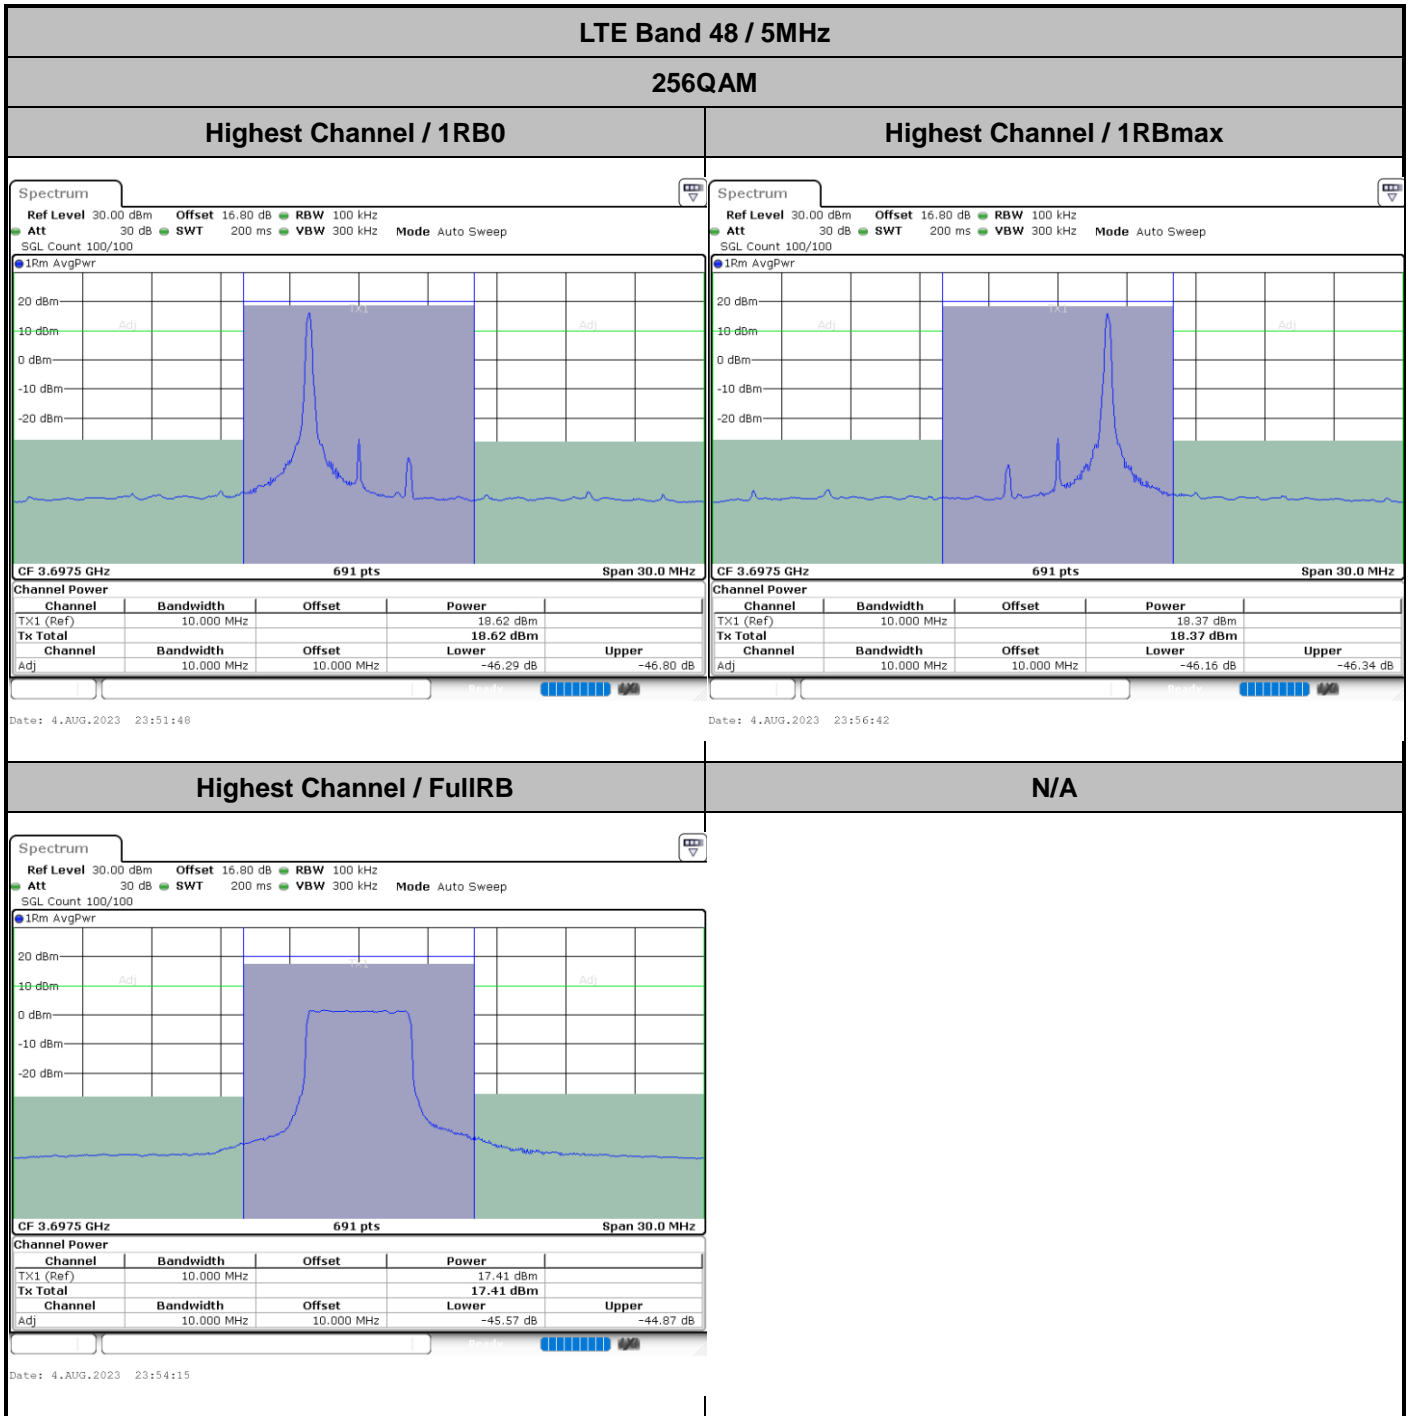 LTE Band 48 / 5MHz
256QAM
Highest Channel / 1RB0
Highest Channel / 1RBmax
Spectrum
Ref Level 30.00 dBm Offset 16.80 dB RBW 100 kHz
Att 30 dB SWT 200 ms VBW 300 kHz Mode Auto Sweep
SGL Count 100/100
1Rm AvgPwr
TX1
20 dBm
Adj Adj
10 dBm
0 dBm
-10 dBm
-20 dBm
CF 3.6975 GHz 691 pts Span 30.0 MHz
Channel Power
Channel Bandwidth Offset Power
TX1 (Ref) 10.000 MHz 18.62 dBm
Tx Total 18.62 dBm
Channel Bandwidth Offset Lower Upper
Adj 10.000 MHz 10.000 MHz -46.29 dB -46.80 dB
Ready
Date: 4.AUG.2023 23:51:48
Spectrum
Ref Level 30.00 dBm Offset 16.80 dB RBW 100 kHz
Att 30 dB SWT 200 ms VBW 300 kHz Mode Auto Sweep
SGL Count 100/100
1Rm AvgPwr
TX1
20 dBm
Adj Adj
10 dBm
0 dBm
-10 dBm
-20 dBm
CF 3.6975 GHz 691 pts Span 30.0 MHz
Channel Power
Channel Bandwidth Offset Power
TX1 (Ref) 10.000 MHz 18.37 dBm
Tx Total 18.37 dBm
Channel Bandwidth Offset Lower Upper
Adj 10.000 MHz 10.000 MHz -46.16 dB -46.34 dB
Ready
Date: 4.AUG.2023 23:56:42
Highest Channel / FullRB
N/A
Spectrum
Ref Level 30.00 dBm Offset 16.80 dB RBW 100 kHz
Att 30 dB SWT 200 ms VBW 300 kHz Mode Auto Sweep
SGL Count 100/100
1Rm AvgPwr
TX1
20 dBm
Adj Adj
10 dBm
0 dBm
-10 dBm
-20 dBm
CF 3.6975 GHz 691 pts Span 30.0 MHz
Channel Power
Channel Bandwidth Offset Power
TX1 (Ref) 10.000 MHz 17.41 dBm
Tx Total 17.41 dBm
Channel Bandwidth Offset Lower Upper
Adj 10.000 MHz 10.000 MHz -45.57 dB -44.87 dB
Ready
Date: 4.AUG.2023 23:54:15